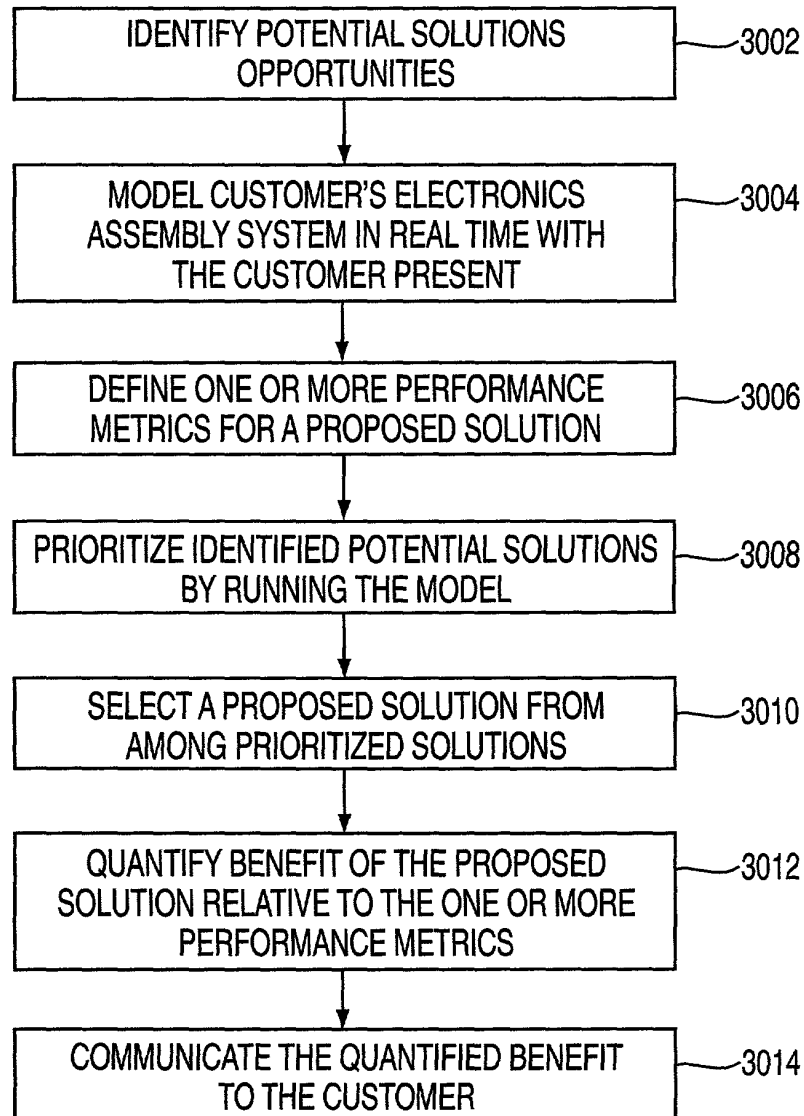 IDENTIFY POTENTIAL SOLUTIONS
OPPORTUNITIES
3002
MODEL CUSTOMER'S ELECTRONICS
ASSEMBLY SYSTEM IN REAL TIME WITH
THE CUSTOMER PRESENT
3004
DEFINE ONE OR MORE PERFORMANCE
METRICS FOR A PROPOSED SOLUTION
3006
PRIORITIZE IDENTIFIED POTENTIAL SOLUTIONS
BY RUNNING THE MODEL
3008
SELECT A PROPOSED SOLUTION FROM
AMONG PRIORITIZED SOLUTIONS
3010
QUANTIFY BENEFIT OF THE PROPOSED
SOLUTION RELATIVE TO THE ONE OR MORE
PERFORMANCE METRICS
3012
COMMUNICATE THE QUANTIFIED BENEFIT
TO THE CUSTOMER
3014